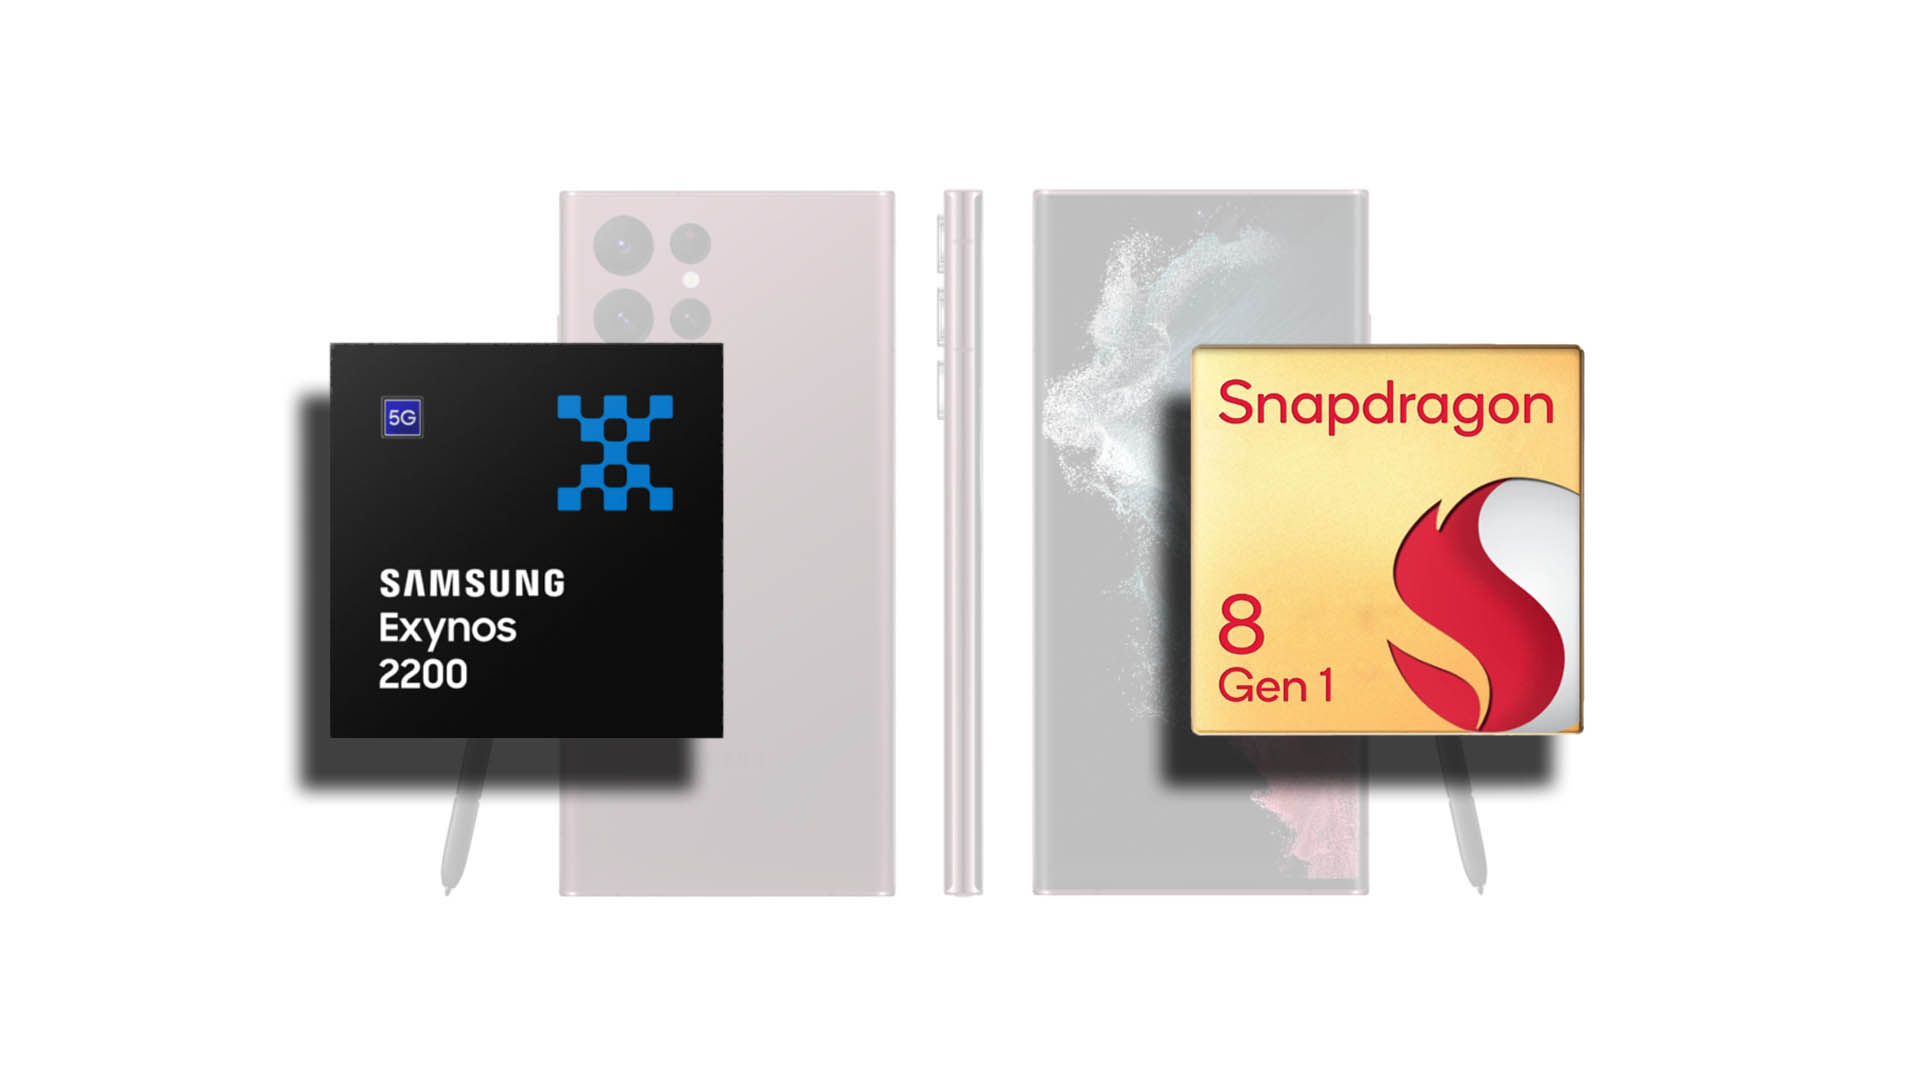 5G
SAMSUNG
Exynos
2200
Snapdragon
8
Gen 1